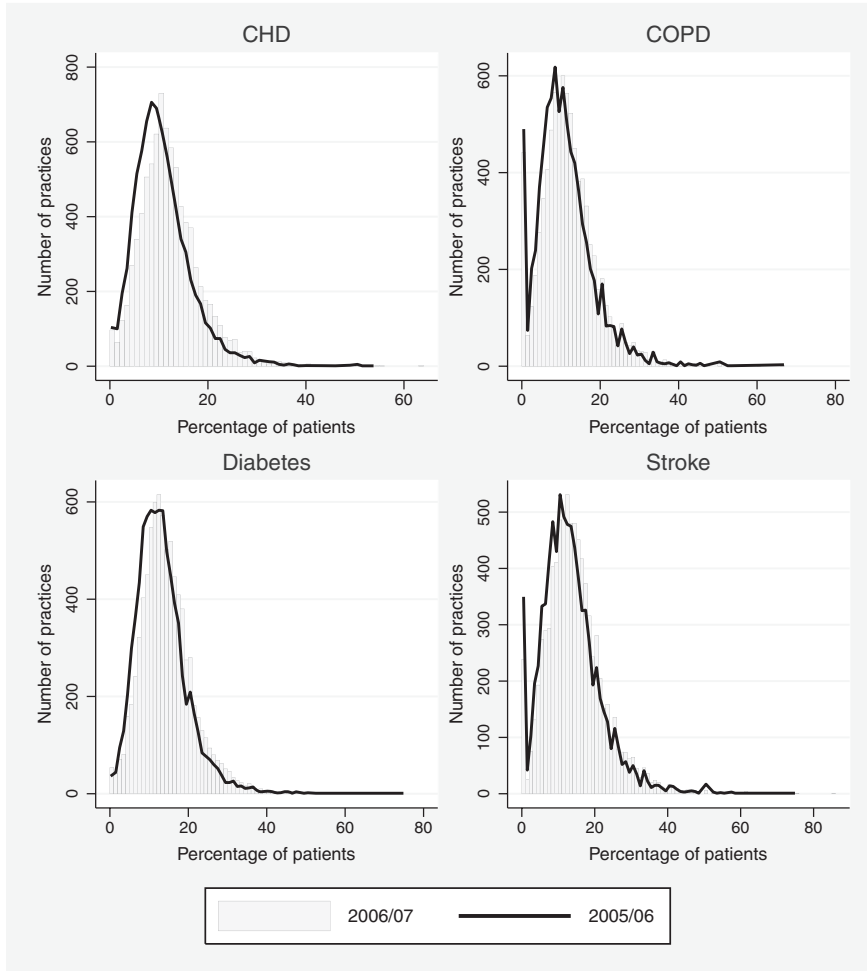 CHD
Number of practices
800
600
400
200
0
0 20 40 60
Percentage of patients
COPD
Number of practices
600
400
200
0
0 20 40 60 80
Percentage of patients
Diabetes
Number of practices
600
400
200
0
0 20 40 60 80
Percentage of patients
Stroke
Number of practices
500
400
300
200
100
0
0 20 40 60 80
Percentage of patients
2006/07 2005/06